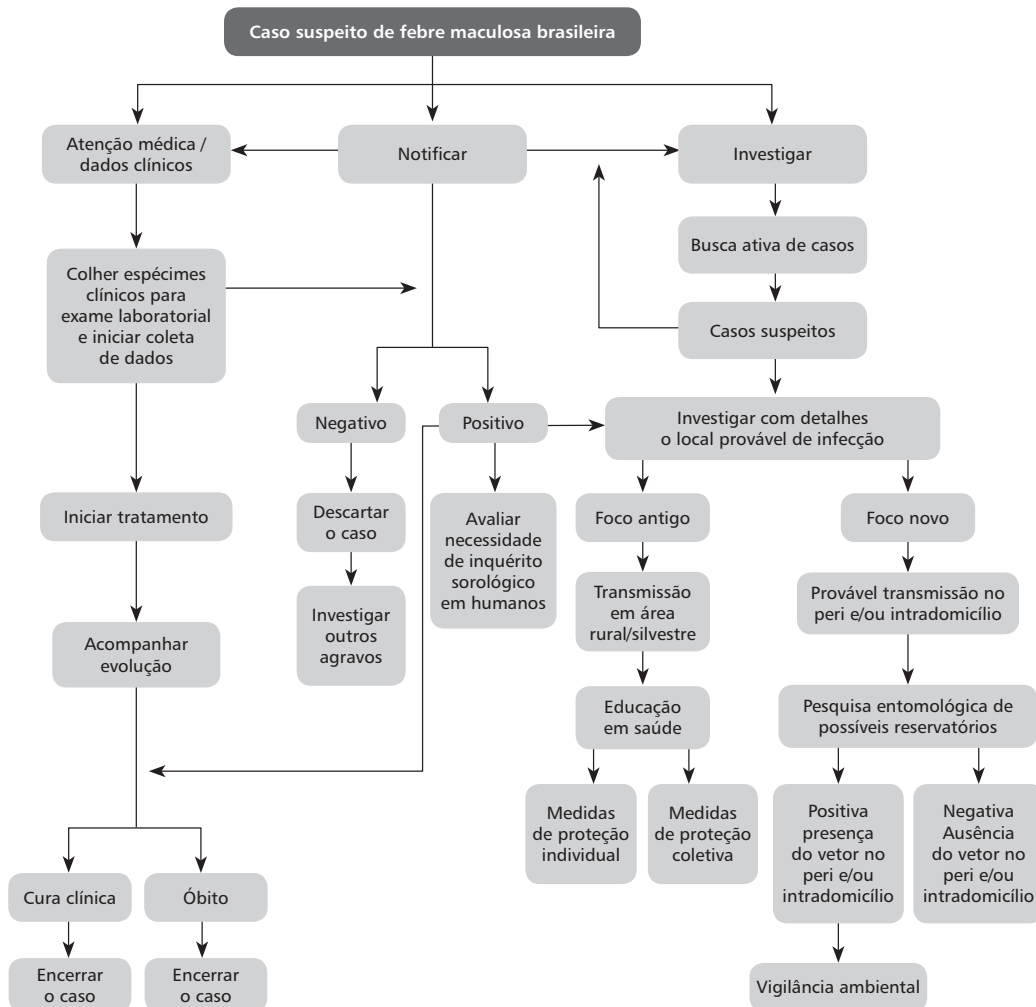 Caso suspeito de febre maculosa brasileira
Atenção médica /
dados clínicos
Notificar
Investigar
Colher espécimes
clínicos para
exame laboratorial
e iniciar coleta
de dados
Busca ativa de casos
Casos suspeitos
Negativo
Positivo
Investigar com detalhes
o local provável de infecção
Iniciar tratamento
Descartar
o caso
Avaliar
necessidade
de inquérito
sorológico
em humanos
Foco antigo
Foco novo
Investigar
outros
agravos
Transmissão
em área
rural/silvestre
Provável transmissão no
peri e/ou intradomicílio
Acompanhar
evolução
Educação
em saúde
Pesquisa entomológica de
possíveis reservatórios
Medidas
de proteção
individual
Medidas
de proteção
coletiva
Positiva
presença
do vetor no
peri e/ou
intradomicílio
Negativa
Ausência
do vetor no
peri e/ou
intradomicílio
Cura clínica
Óbito
Encerrar
o caso
Encerrar
o caso
Vigilância ambiental